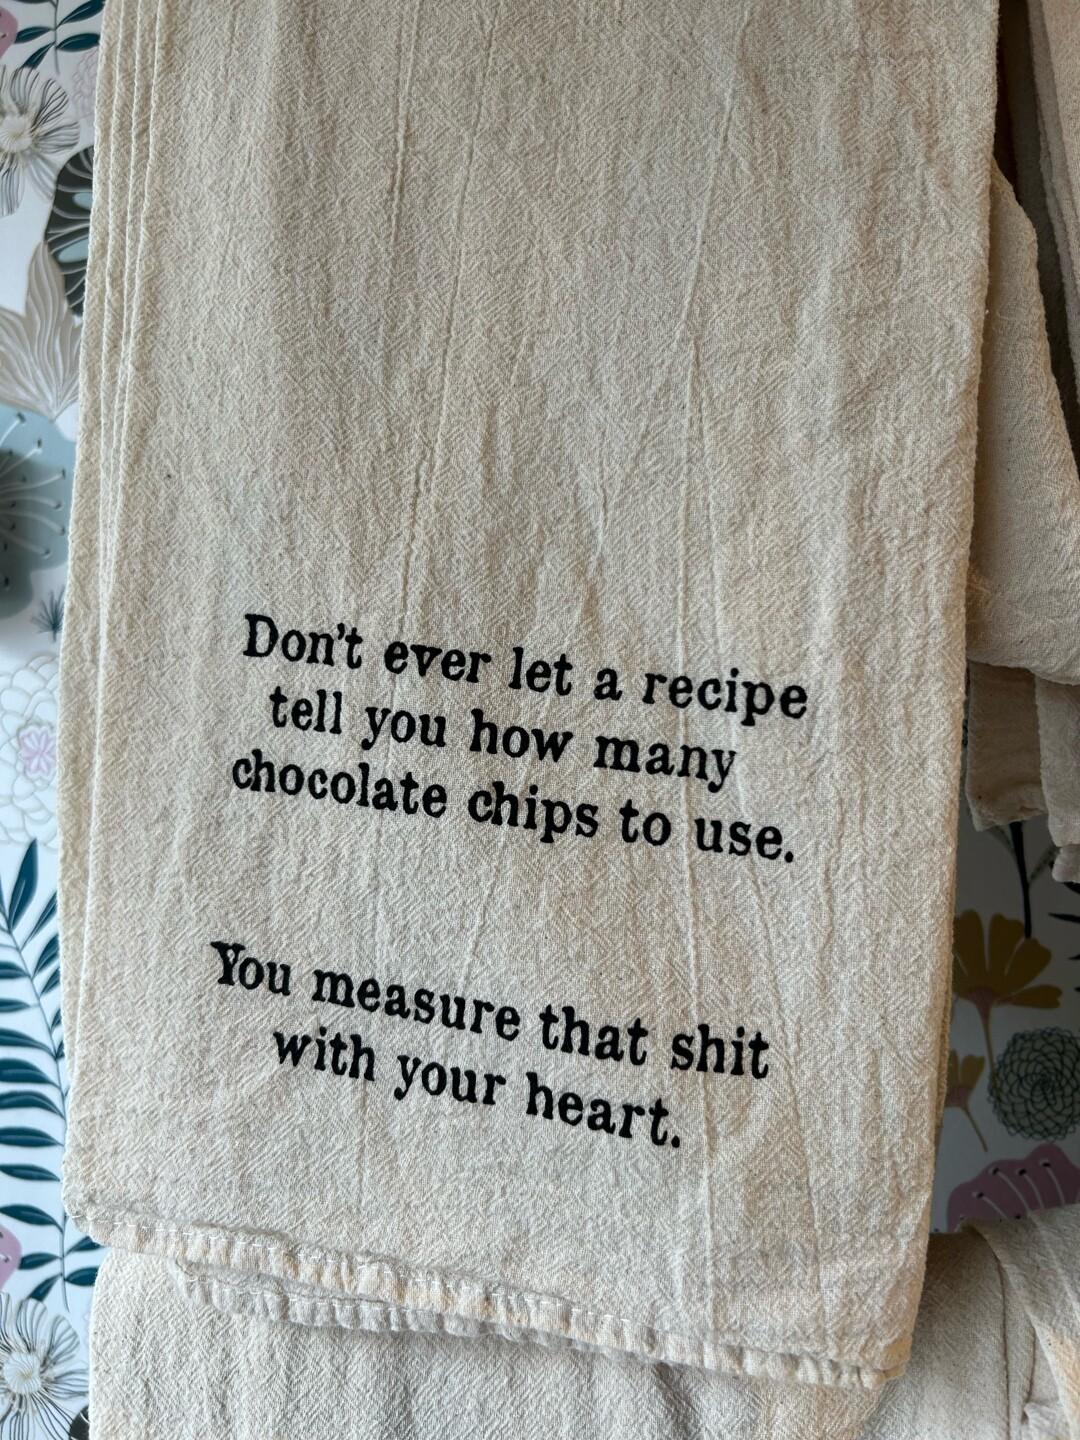 Don't ever let a recipe
tell you how many
chocolate chips to use.
You measure that shit
with your heart.